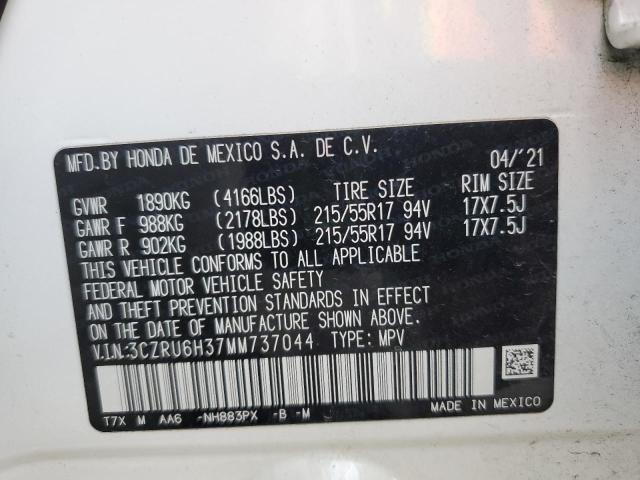 MFD.BY HONDA DE MEXICO S.A. DE C.V. 04/'21
GVWR 1890KG (4166LBS) TIRE SIZE RIM SIZE
GAWR F 988KG (2178LBS) 215/55R17 94V 17X7.5J
GAWR R 902KG (1988LBS) 215/55R17 94V 17X7.5J
THIS VEHICLE CONFORMS TO ALL APPLICABLE
FEDERAL MOTOR VEHICLE SAFETY
AND THEFT PREVENTION STANDARDS IN EFFECT
ON THE DATE OF MANUFACTURE SHOWN ABOVE.
V.I.N.:3CZRU6H37MM737044 TYPE: MPV
T7X M AA6 -NH883PX -B -M MADE IN MEXICO